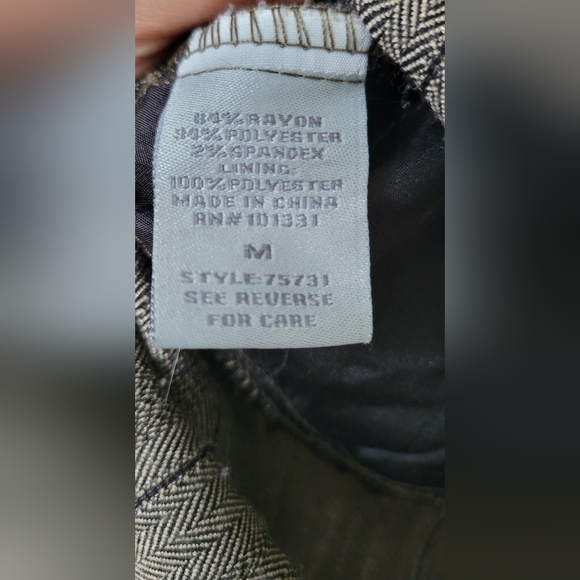 64%RAYON
34%POLYESTER
2%SPANDEX
LINING:
100%POLYESTER
MADE IN CHINA
RN#101331
M
STYLE:75731
SEE REVERSE
FOR CARE